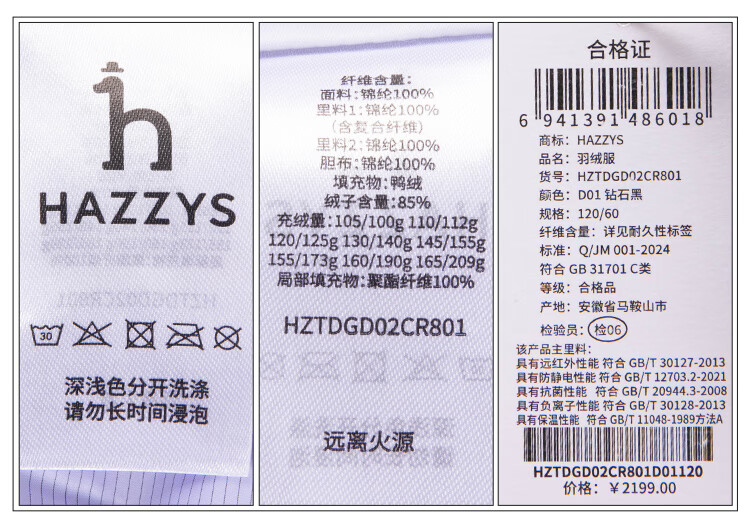 HAZZYS
30
深浅色分开洗涤
请勿长时间浸泡
纤维含量：
面料：锦纶100%
里料1：锦纶100%
（含复合纤维）
里料2：锦纶100%
胆布：锦纶100%
填充物：鸭绒
绒子含量：85%
充绒量：105/100g 110/112g
120/125g 130/140g 145/155g
155/173g 160/190g 165/209g
局部填充物：聚酯纤维100%
HZTDGD02CR801
远离火源
合格证
6 941391 486018
商标：HAZZYS
品名：羽绒服
货号：HZTDGD02CR801
颜色：D01 钻石黑
规格：120/60
纤维含量：详见耐久性标签
标准：Q/JM 001-2024
符合 GB 31701 C类
等级：合格品
产地：安徽省马鞍山市
检验员：检06
该产品主里料：
具有远红外性能 符合 GB/T 30127-2013
具有防静电性能 符合 GB/T 12703.2-2021
具有抗菌性能 符合 GB/T 20944.3-2008
具有负离子性能 符合 GB/T 30128-2013
具有保温性能 符合 GB/T 11048-1989方法A
HZTDGD02CR801D01120
价格：￥2199.00